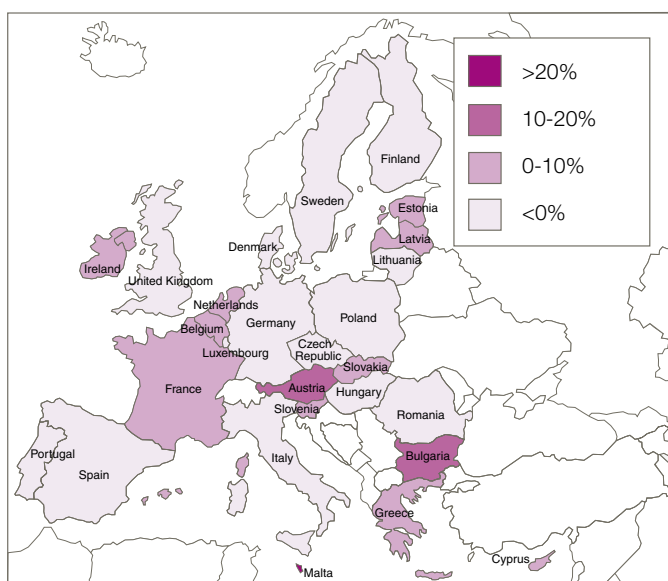 >20%
10-20%
0-10%
<0%
Finland
Sweden
Estonia
Latvia
Lithuania
Denmark
Ireland
United Kingdom
Netherlands
Belgium
Germany
Poland
Luxembourg
Czech
Republic
Slovakia
France
Austria
Hungary
Slovenia
Romania
Portugal
Spain
Italy
Bulgaria
Greece
Cyprus
Malta